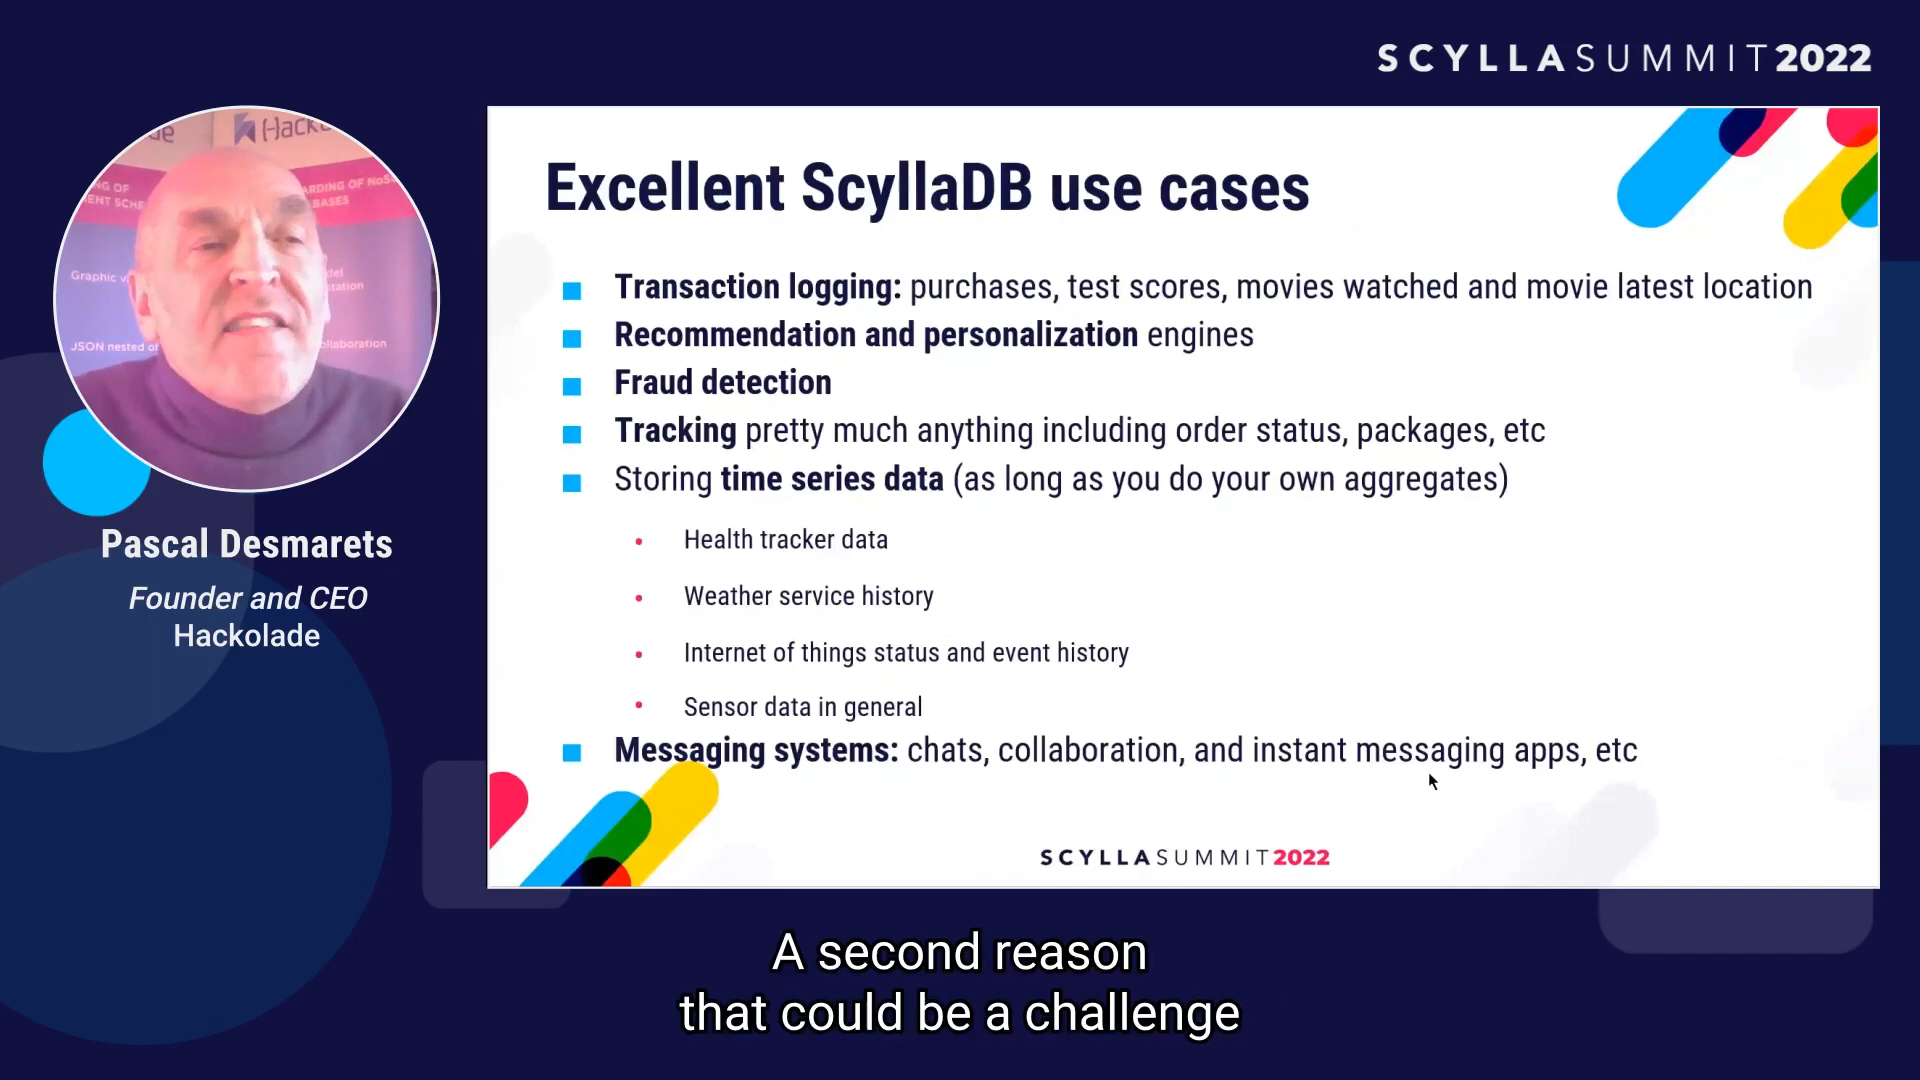 SCYLLASUMMIT2022
Hack
Graphic
JSON nested
Pascal Desmarets
Founder and CEO
Hackolade
Excellent ScyllaDB use cases
Transaction logging: purchases, test scores, movies watched and movie latest location
Recommendation and personalization engines
Fraud detection
Tracking pretty much anything including order status, packages, etc
Storing time series data (as long as you do your own aggregates)
Health tracker data
Weather service history
Internet of things status and event history
Sensor data in general
Messaging systems: chats, collaboration, and instant messaging apps, etc
SCYLLASUMMIT2022
A second reason
that could be a challenge